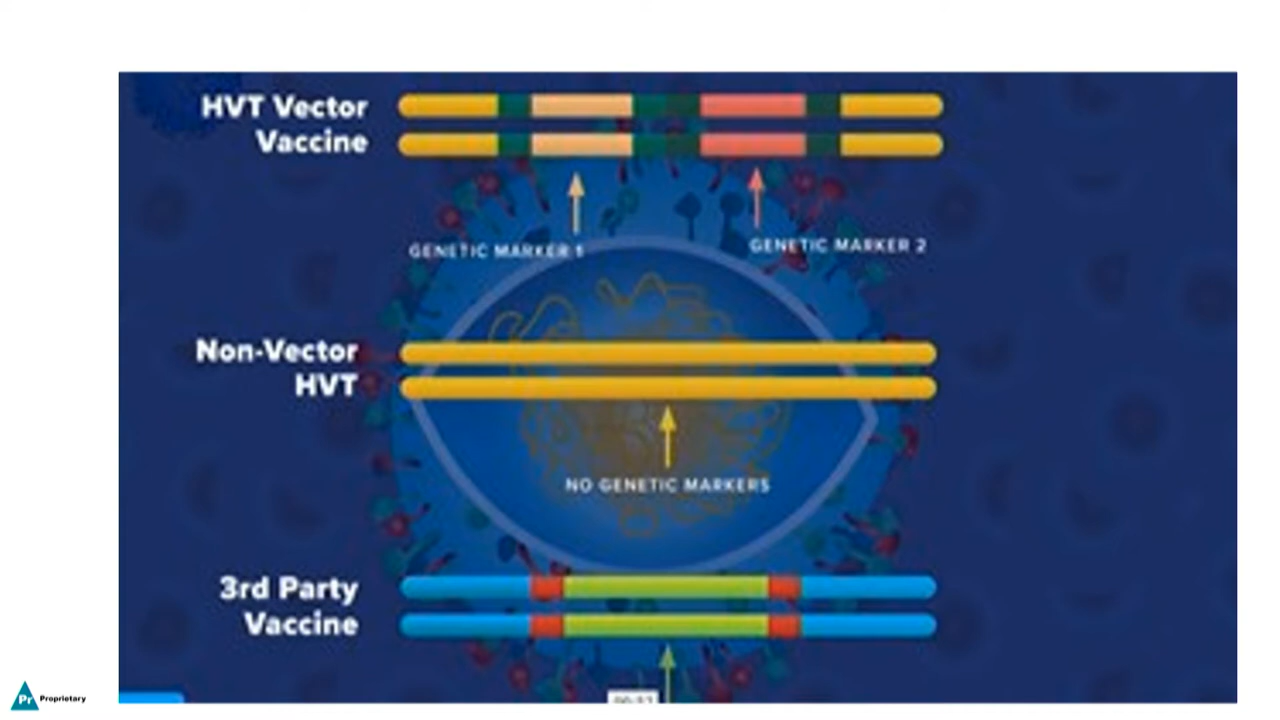 HVT Vector
Vaccine
GENETIC MARKER 1
GENETIC MARKER 2
Non-Vector
HVT
NO GENETIC MARKERS
3rd Party
Vaccine
Pr Proprietary